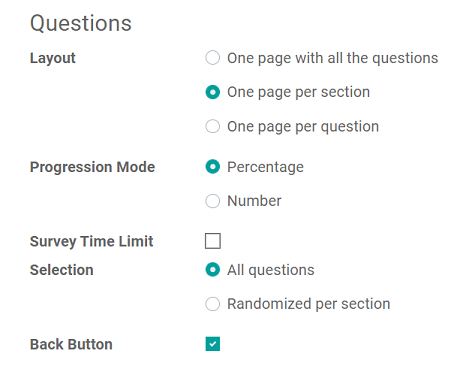 Questions
Layout
One page with all the questions
One page per section
One page per question
Progression Mode
Percentage
Number
Survey Time Limit
Selection
All questions
Randomized per section
Back Button